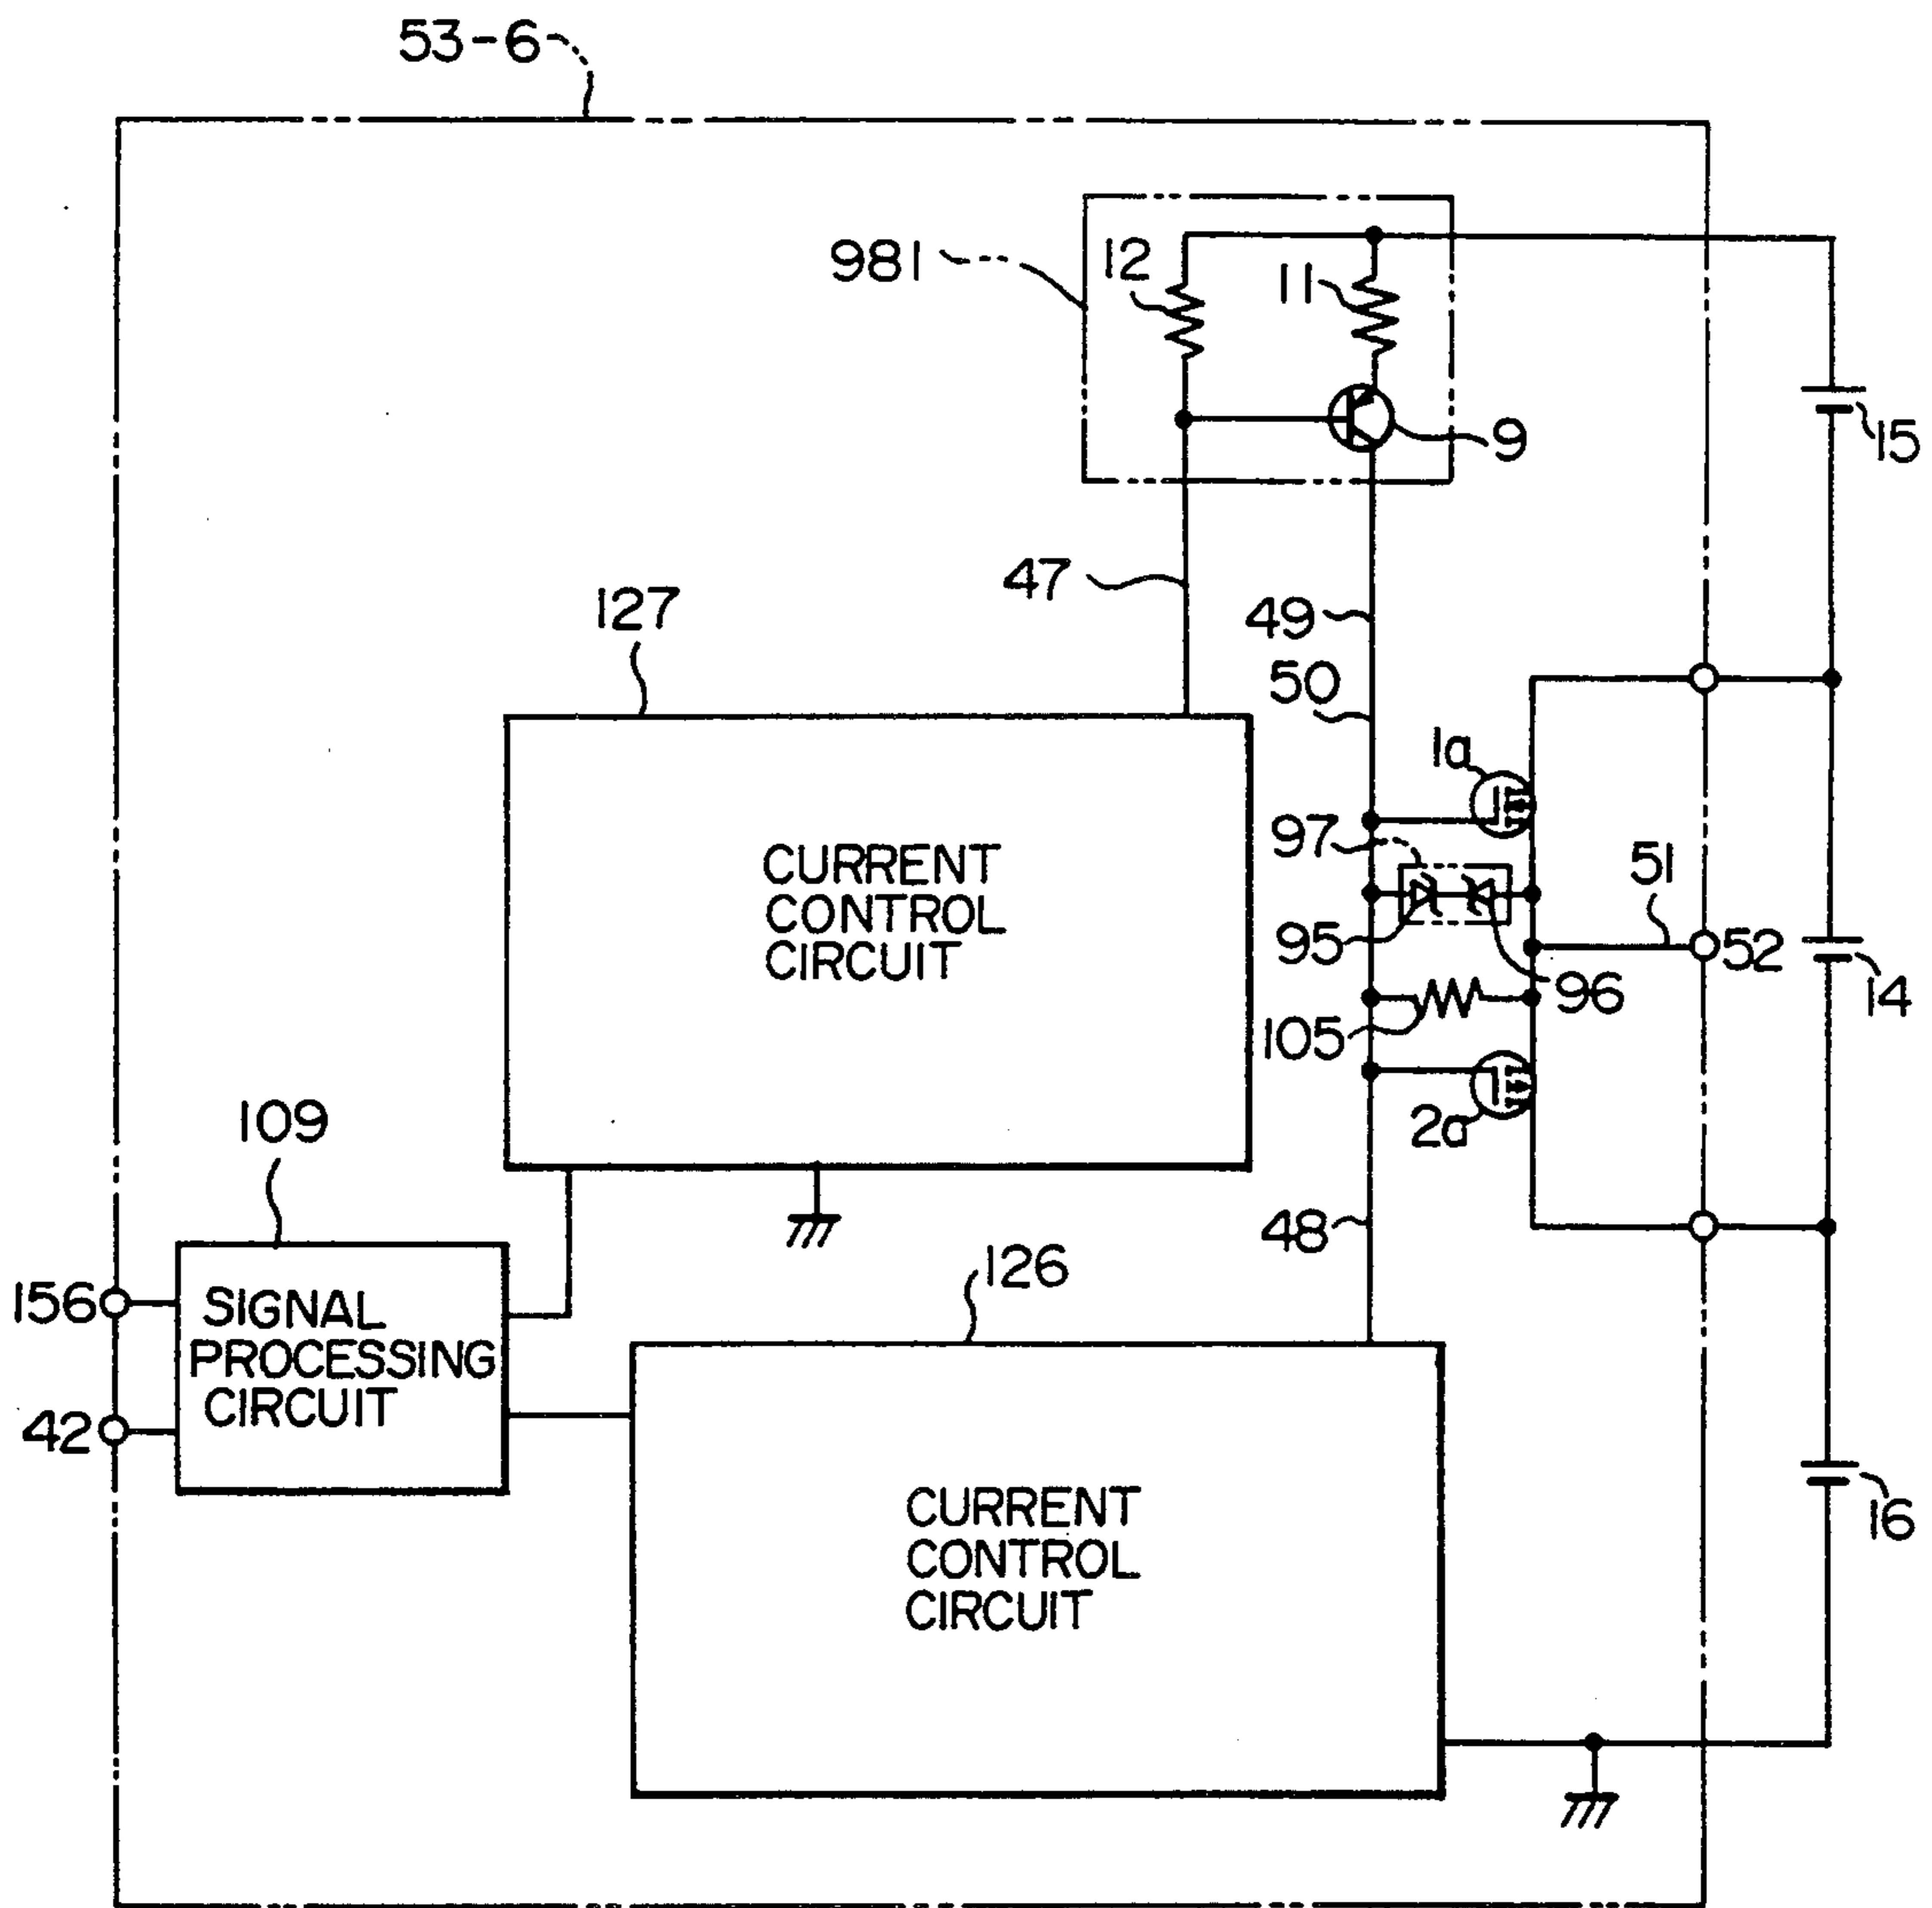 53-6
981
12
11
9
15
47
49
127
50
1a
97
51
CURRENT
CONTROL
CIRCUIT
95
52
96
14
105
109
2a
48
126
156
SIGNAL
PROCESSING
CIRCUIT
42
CURRENT
CONTROL
CIRCUIT
16